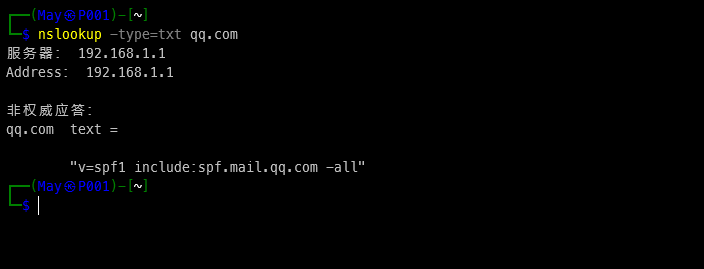 ┌──(May㉿P001)-[~]
└─$ nslookup -type=txt qq.com
服务器:  192.168.1.1
Address:  192.168.1.1

非权威应答:
qq.com  text =

        "v=spf1 include:spf.mail.qq.com -all"
┌──(May㉿P001)-[~]
└─$